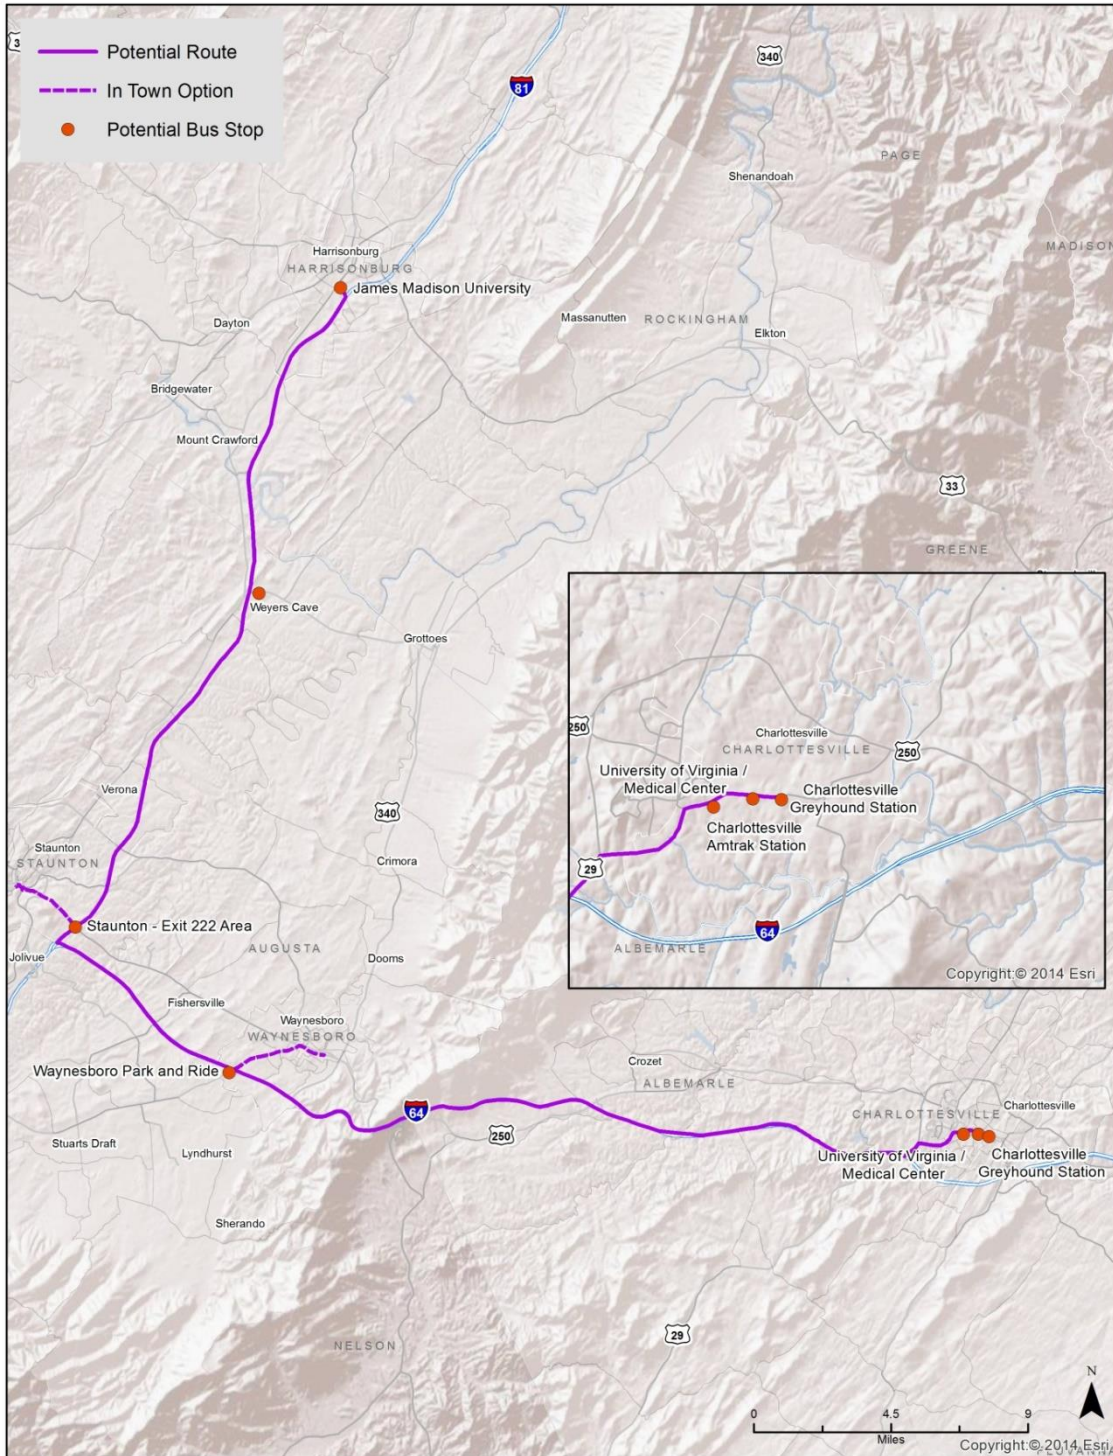 Potential Route
In Town Option
Potential Bus Stop
3
81
340
PAGE
Shenandoah
MADISON
Harrisonburg
HARRISONBURG
James Madison University
Massanutten
ROCKINGHAM
Dayton
Elkton
Bridgewater
Mount Crawford
33
GREENE
Weyers Cave
Grottoes
250
Charlottesville
CHARLOTTESVILLE
250
University of Virginia /
Medical Center
Charlottesville
Greyhound Station
Charlottesville
Amtrak Station
29
64
ALBEMARLE
Copyright:© 2014 Esri
Verona
340
Staunton
STAUNTON
Crimora
Staunton - Exit 222 Area
AUGUSTA
Jolivue
Dooms
Fishersville
Waynesboro
WAYNESBORO
Waynesboro Park and Ride
Crozet
ALBEMARLE
64
250
CHARLOTTESVILLE
Charlottesville
University of Virginia /
Medical Center
Charlottesville
Greyhound Station
Stuarts Draft
Lyndhurst
Sherando
NELSON
29
N
0 4.5 9
Miles
Copyright:© 2014 Esri